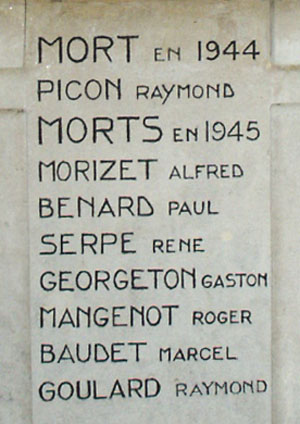 MORT EN 1944
PICON RAYMOND
MORTS EN 1945
MORIZET ALFRED
BENARD PAUL
SERPE RENE
GEORGETON GASTON
MANGENOT ROGER
BAUDET MARCEL
GOULARD RAYMOND